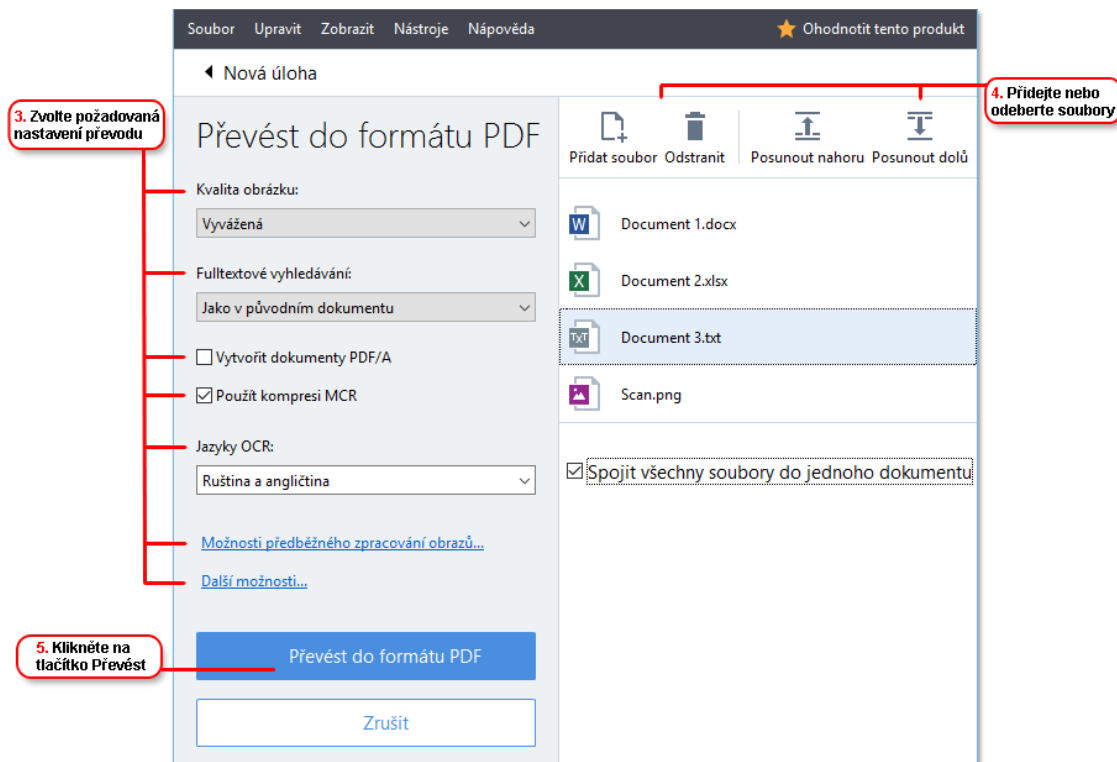 Soubor Upravit Zobrazit Nástroje Nápověda Ohodnotit tento produkt
Nová úloha
3. Zvolte požadovaná
nastavení převodu
4. Přidejte nebo
odeberte soubory
Převést do formátu PDF
Kvalita obrázku:
Vyvážená
Fulltextové vyhledávání:
Jako v původním dokumentu
Vytvořit dokumenty PDF/A
Použít kompresi MCR
Jazyky OCR:
Ruština a angličtina
Možnosti předběžného zpracování obrazů...
Další možnosti...
5. Klikněte na
tlačítko Převést
Převést do formátu PDF
Zrušit
Přidat soubor Odstranit Posunout nahoru Posunout dolů
W Document 1.docx
X Document 2.xlsx
TXT Document 3.txt
Scan.png
Spojit všechny soubory do jednoho dokumentu